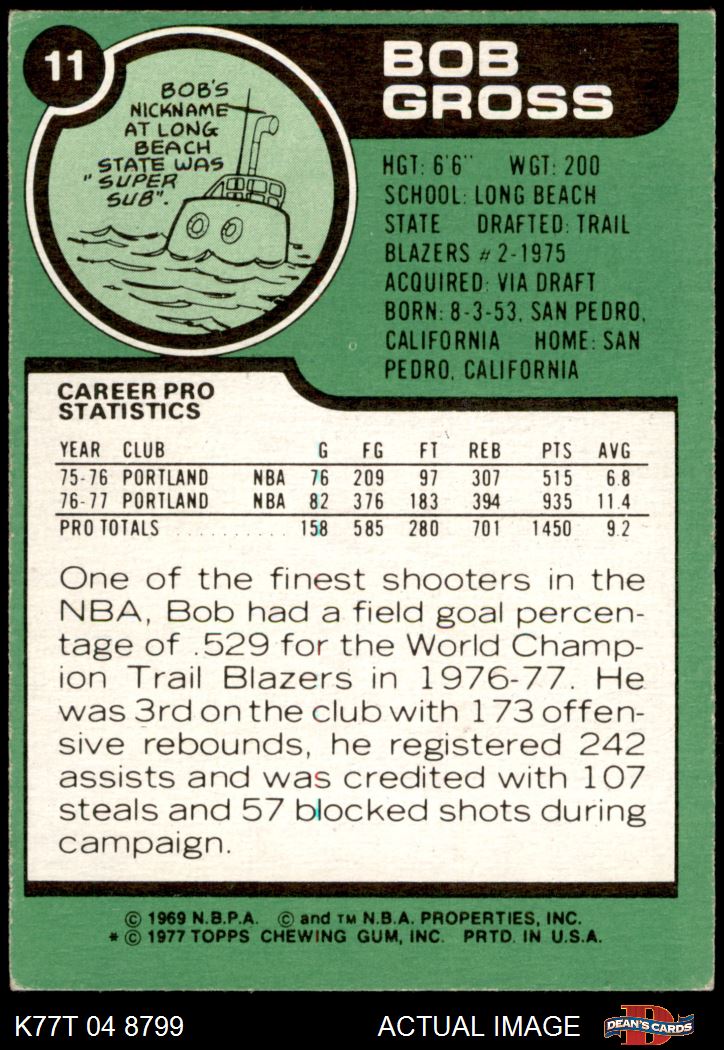 11
BOB'S
NICKNAME
AT LONG
BEACH
STATE WAS
"SUPER
SUB".
BOB
GROSS
HGT: 6'6" WGT: 200
SCHOOL: LONG BEACH
STATE DRAFTED: TRAIL
BLAZERS #2-1975
ACQUIRED: VIA DRAFT
BORN: 8-3-53, SAN PEDRO,
CALIFORNIA HOME: SAN
PEDRO, CALIFORNIA
CAREER PRO
STATISTICS
YEAR CLUB G FG FT REB PTS AVG
75-76 PORTLAND NBA 76 209 97 307 515 6.8
76-77 PORTLAND NBA 82 376 183 394 935 11.4
PRO TOTALS .......... 158 585 280 701 1450 9.2
One of the finest shooters in the
NBA, Bob had a field goal percen-
tage of .529 for the World Champ-
ion Trail Blazers in 1976-77. He
was 3rd on the club with 173 offen-
sive rebounds, he registered 242
assists and was credited with 107
steals and 57 blocked shots during
campaign.
© 1969 N.B.P.A. © and TM N.B.A. PROPERTIES, INC.
* © 1977 TOPPS CHEWING GUM, INC. PRTD. IN U.S.A.
K77T 04 8799 ACTUAL IMAGE D DEAN'S CARDS